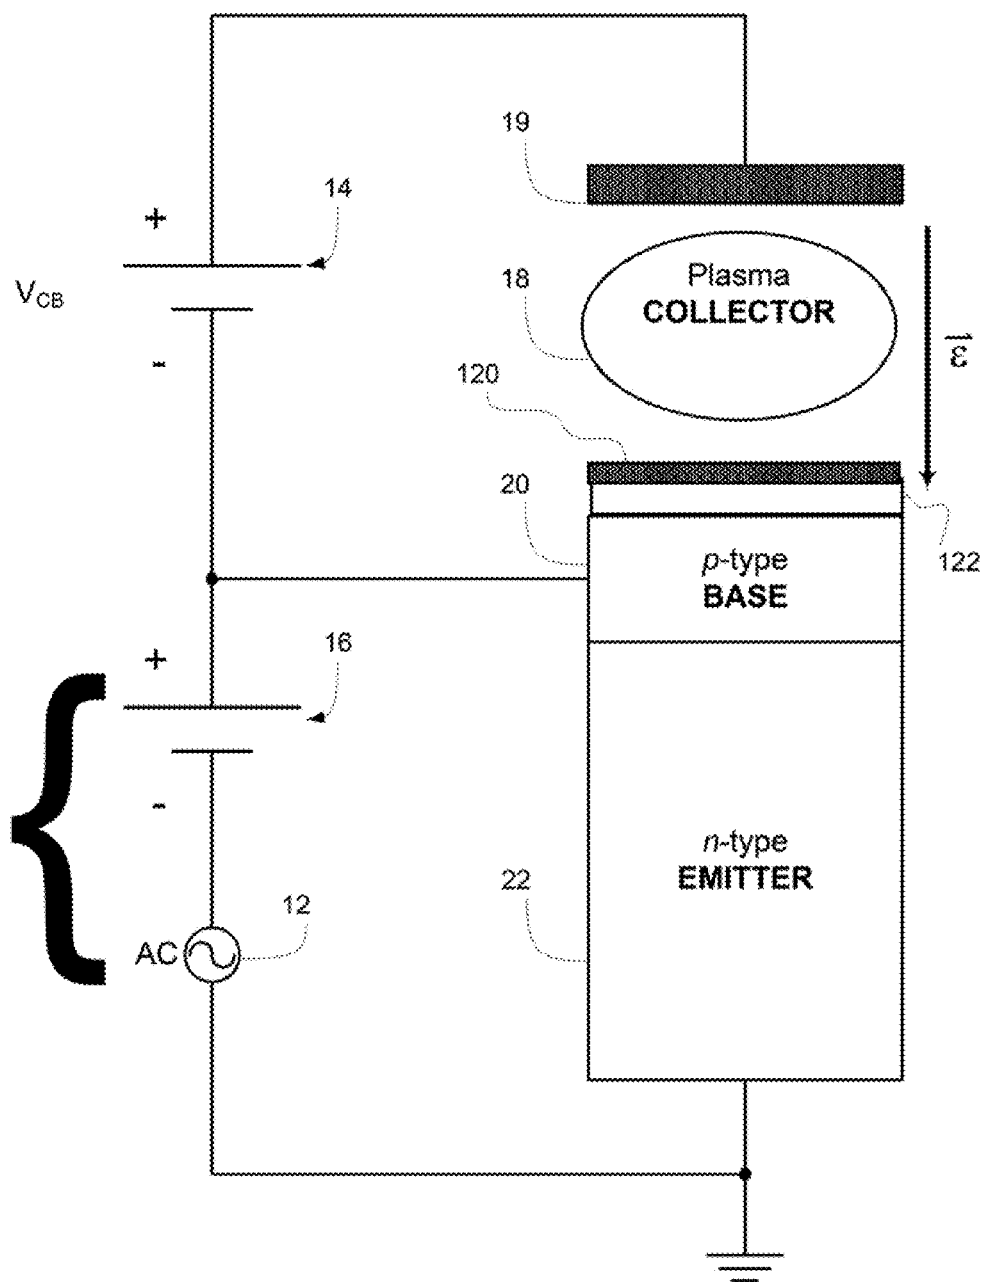 19
14
+
V_CB
-
18
Plasma
COLLECTOR
ε
120
20
p-type
BASE
122
+
16
-
n-type
EMITTER
22
12
AC